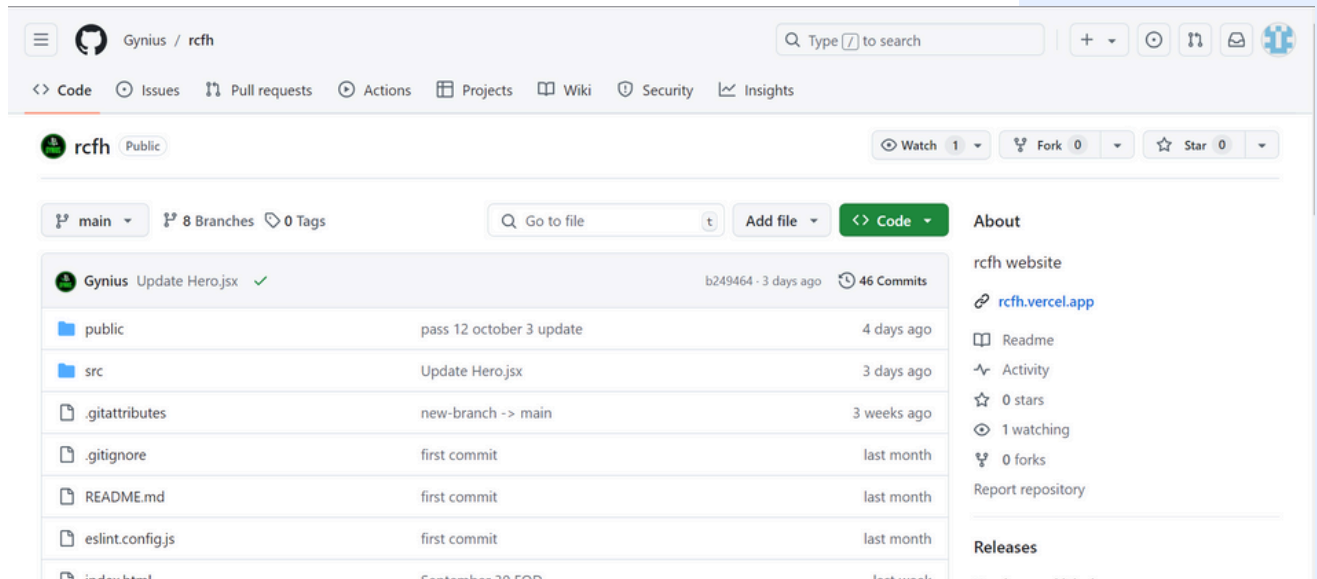 Gynius / rcfh
Type / to search
Code Issues Pull requests Actions Projects Wiki Security Insights
rcfh Public
Watch 1 Fork 0 Star 0
main 8 Branches 0 Tags Go to file t Add file Code
Gynius Update Hero.jsx b249464 · 3 days ago 46 Commits
public pass 12 october 3 update 4 days ago
src Update Hero.jsx 3 days ago
.gitattributes new-branch -> main 3 weeks ago
.gitignore first commit last month
README.md first commit last month
eslint.config.js first commit last month
index.html last week
About
rcfh website
rcfh.vercel.app
Readme
Activity
0 stars
1 watching
0 forks
Report repository
Releases